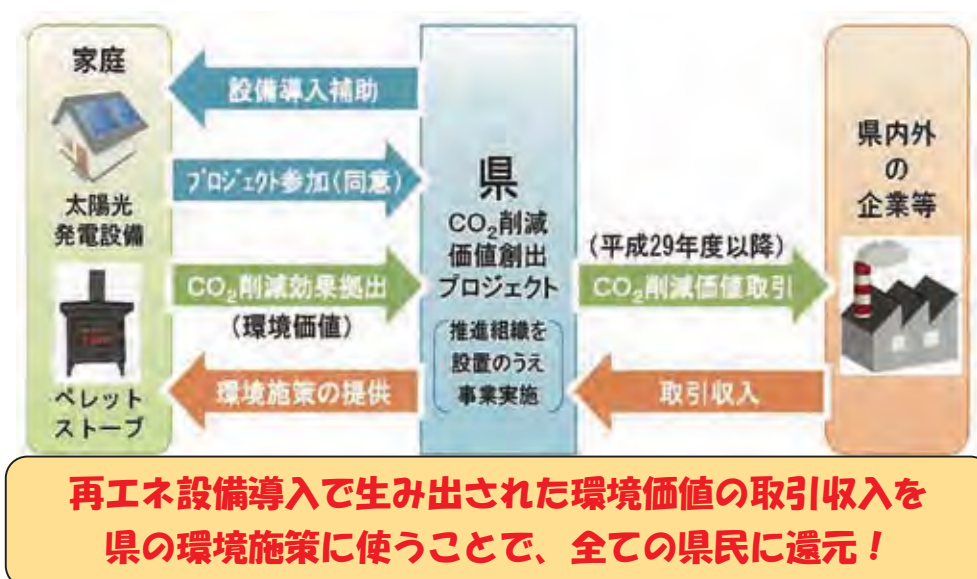 家庭
太陽光
発電設備
ペレット
ストーブ
設備導入補助
ﾌﾟﾛｼﾞｪｸﾄ参加(同意)
CO₂削減効果拠出
(環境価値)
環境施策の提供
県
CO₂削減
価値創出
プロジェクト
推進組織を
設置のうえ
事業実施
(平成29年度以降)
CO₂削減価値取引
取引収入
県内外
の
企業等
再エネ設備導入で生み出された環境価値の取引収入を
県の環境施策に使うことで、全ての県民に還元！